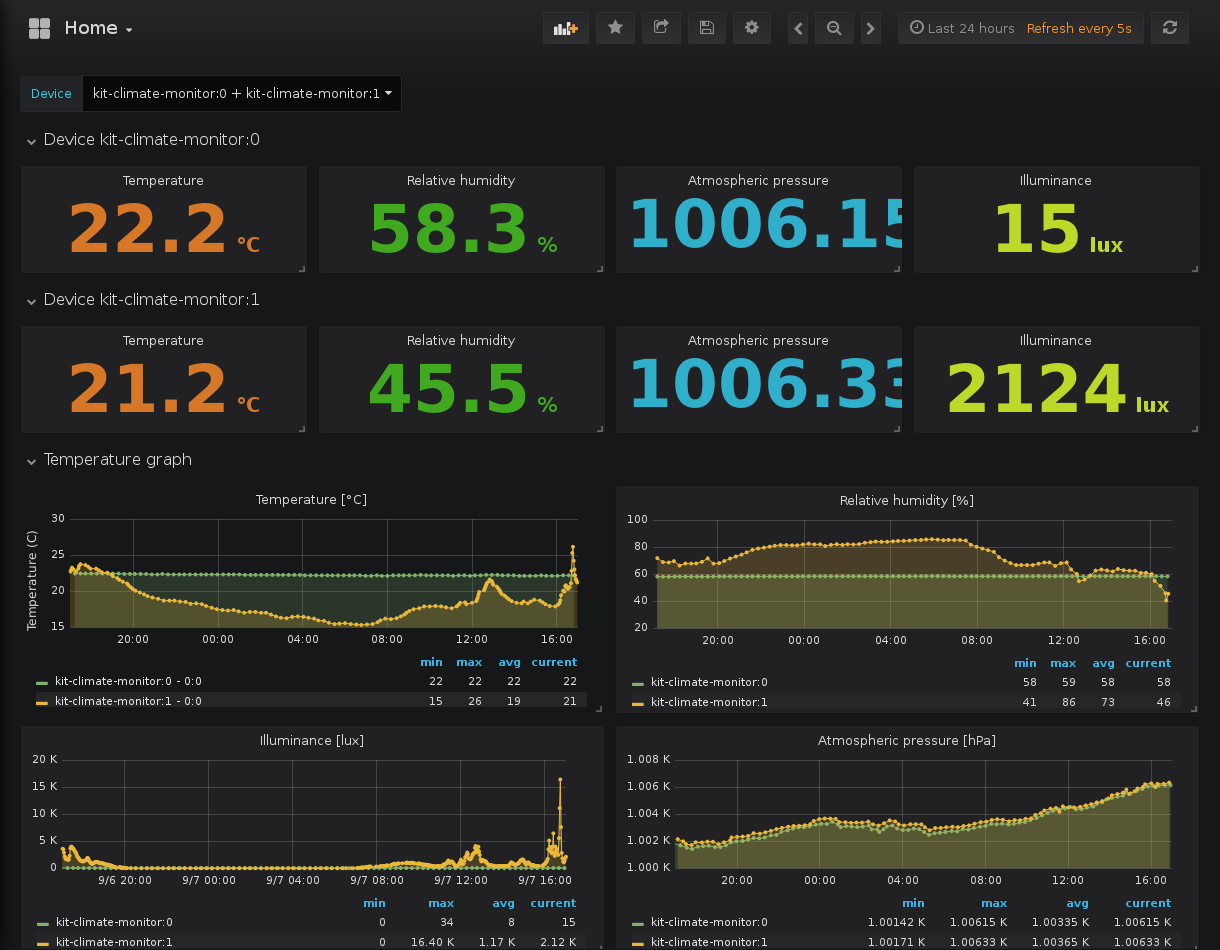 Home
Last 24 hours Refresh every 5s
Device kit-climate-monitor:0 + kit-climate-monitor:1
Device kit-climate-monitor:0
Temperature Relative humidity Atmospheric pressure Illuminance
22.2 °C 58.3 % 1006.15 15 lux
Device kit-climate-monitor:1
Temperature Relative humidity Atmospheric pressure Illuminance
21.2 °C 45.5 % 1006.33 2124 lux
Temperature graph
Temperature [°C]
Temperature (C)
30
25
20
15
20:00 00:00 04:00 08:00 12:00 16:00
min max avg current
kit-climate-monitor:0 - 0:0 22 22 22 22
kit-climate-monitor:1 - 0:0 15 26 19 21
Relative humidity [%]
100
80
60
40
20
20:00 00:00 04:00 08:00 12:00 16:00
min max avg current
kit-climate-monitor:0 58 59 58 58
kit-climate-monitor:1 41 86 73 46
Illuminance [lux]
20 K
15 K
10 K
5 K
0
9/6 20:00 9/7 00:00 9/7 04:00 9/7 08:00 9/7 12:00 9/7 16:00
min max avg current
kit-climate-monitor:0 0 34 8 15
kit-climate-monitor:1 0 16.40 K 1.17 K 2.12 K
Atmospheric pressure [hPa]
1.008 K
1.006 K
1.004 K
1.002 K
1.000 K
20:00 00:00 04:00 08:00 12:00 16:00
min max avg current
kit-climate-monitor:0 1.00142 K 1.00615 K 1.00335 K 1.00615 K
kit-climate-monitor:1 1.00171 K 1.00633 K 1.00365 K 1.00633 K